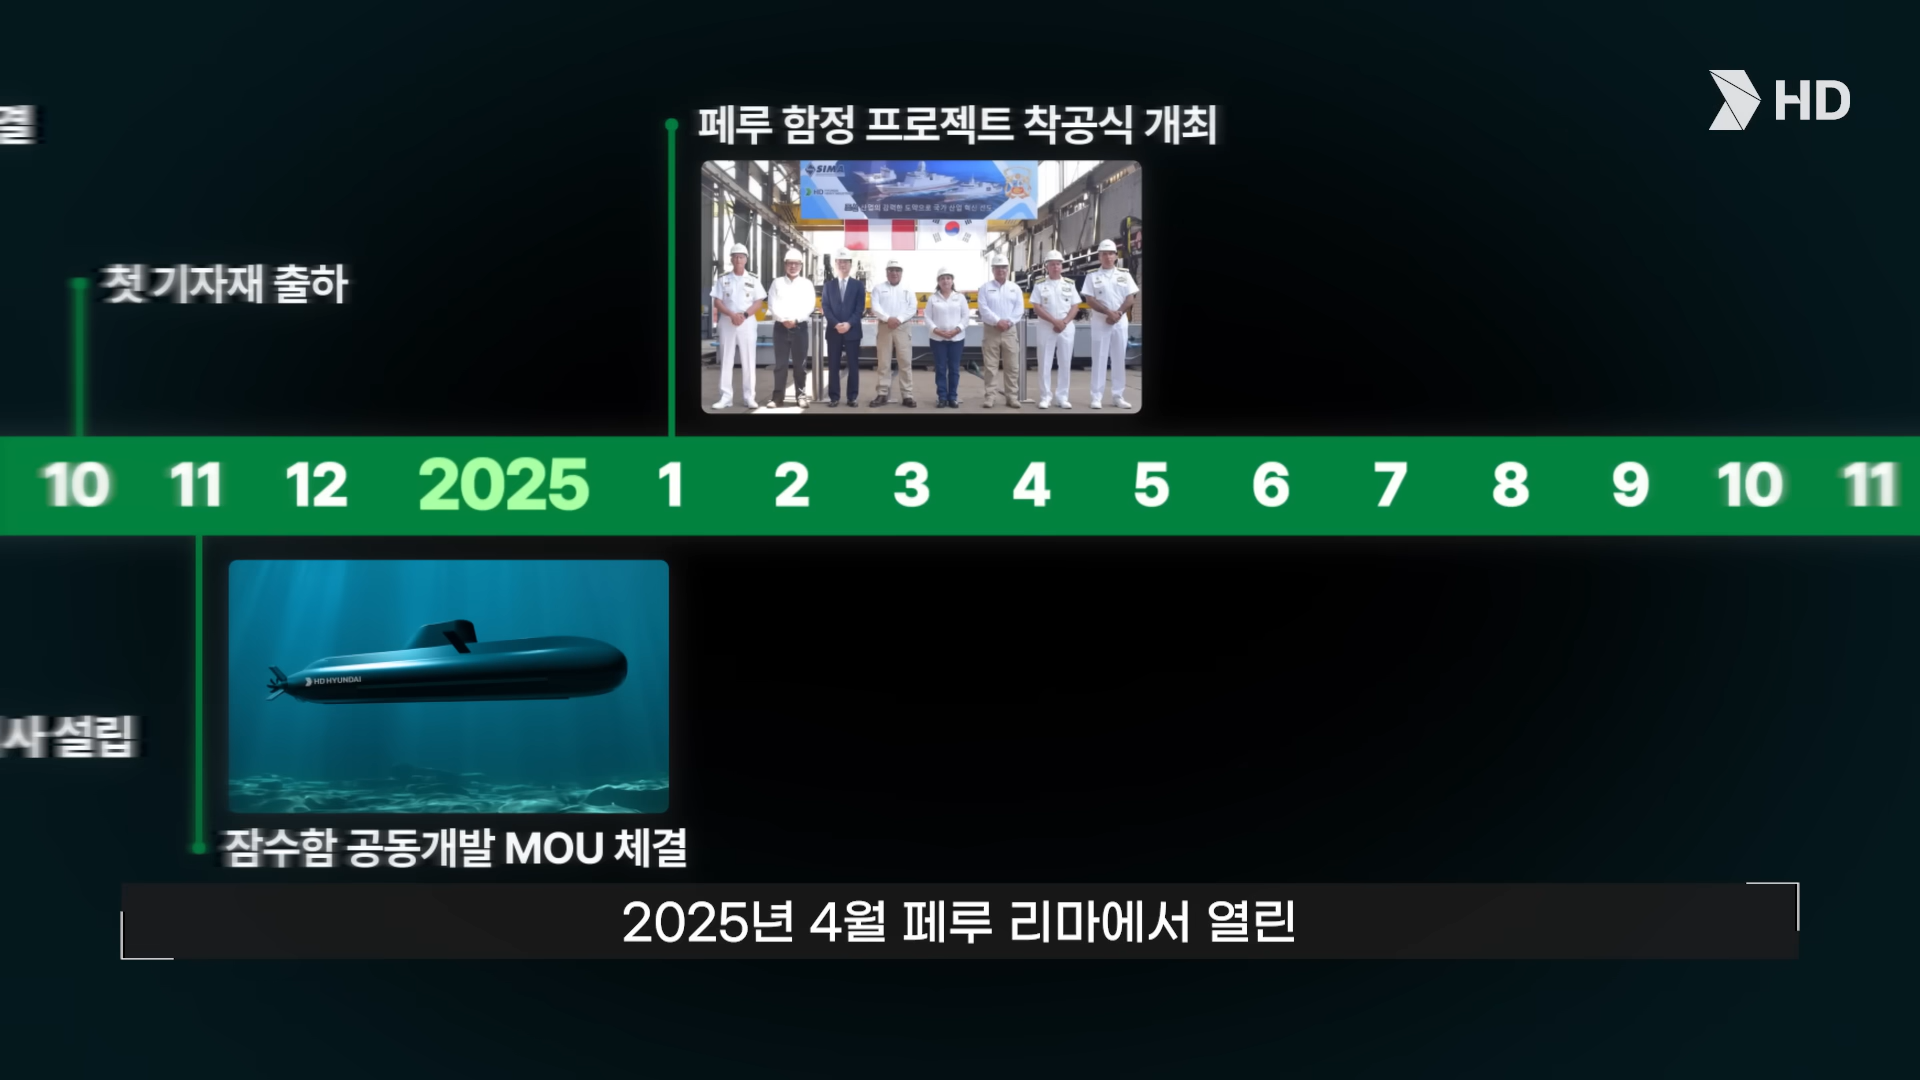 HD
결
페루 함정 프로젝트 착공식 개최
SIMA
HD
첫 기자재 출하
10 11 12 2025 1 2 3 4 5 6 7 8 9 10 11
HD HYUNDAI
사 설립
잠수함 공동개발 MOU 체결
2025년 4월 페루 리마에서 열린